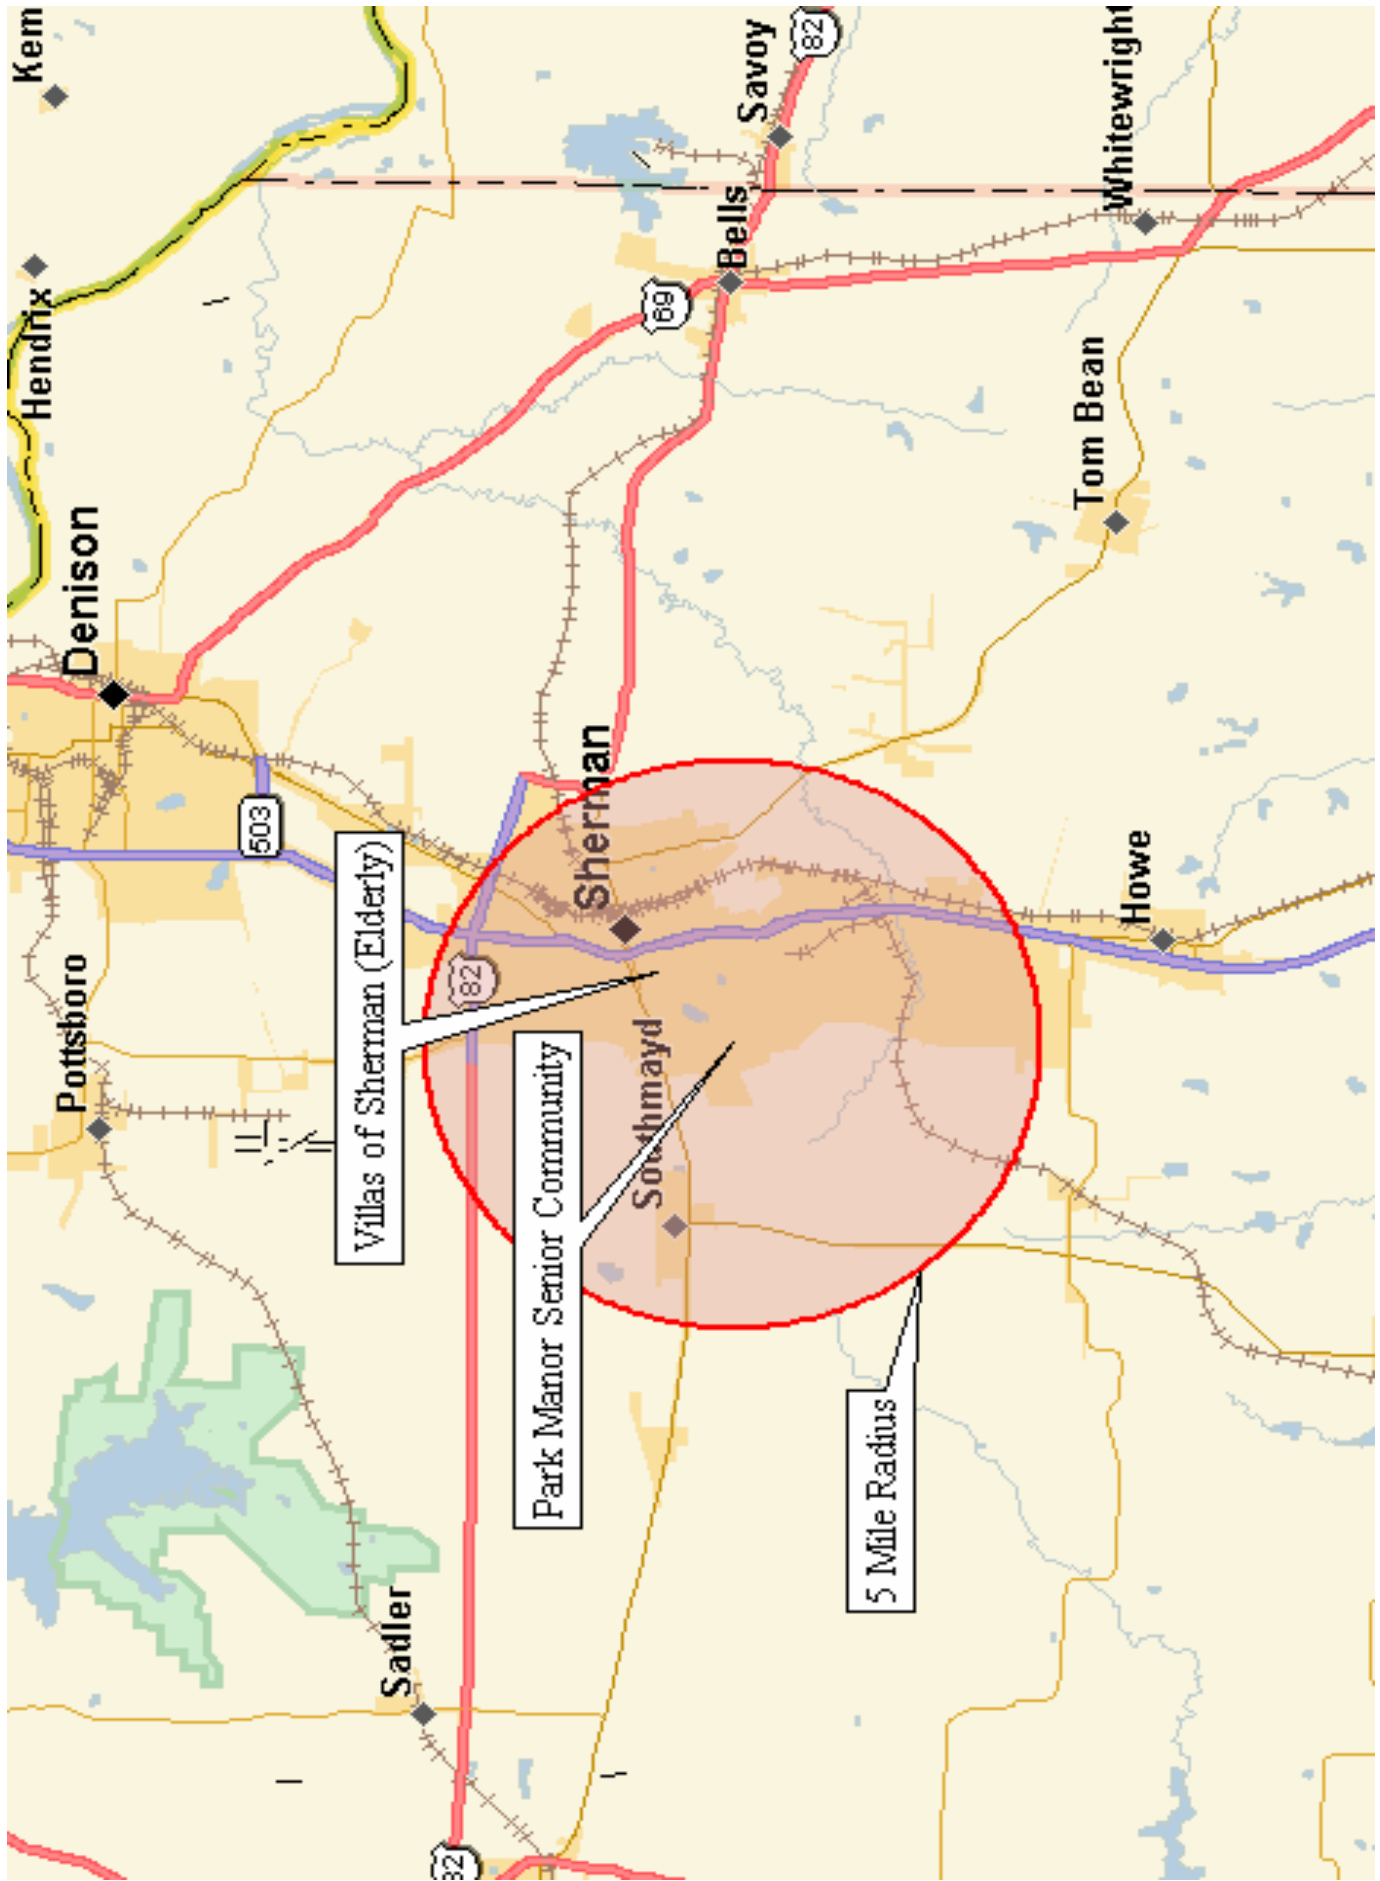 Hendrix
Kem
Pottsboro
Denison
503
Villas of Sherman (Elderly)
Sadler
82
82
Park Manor Senior Community
Sherman
Southmayd
69
Bells
Savoy
82
5 Mile Radius
Tom Bean
Whitewright
Howe